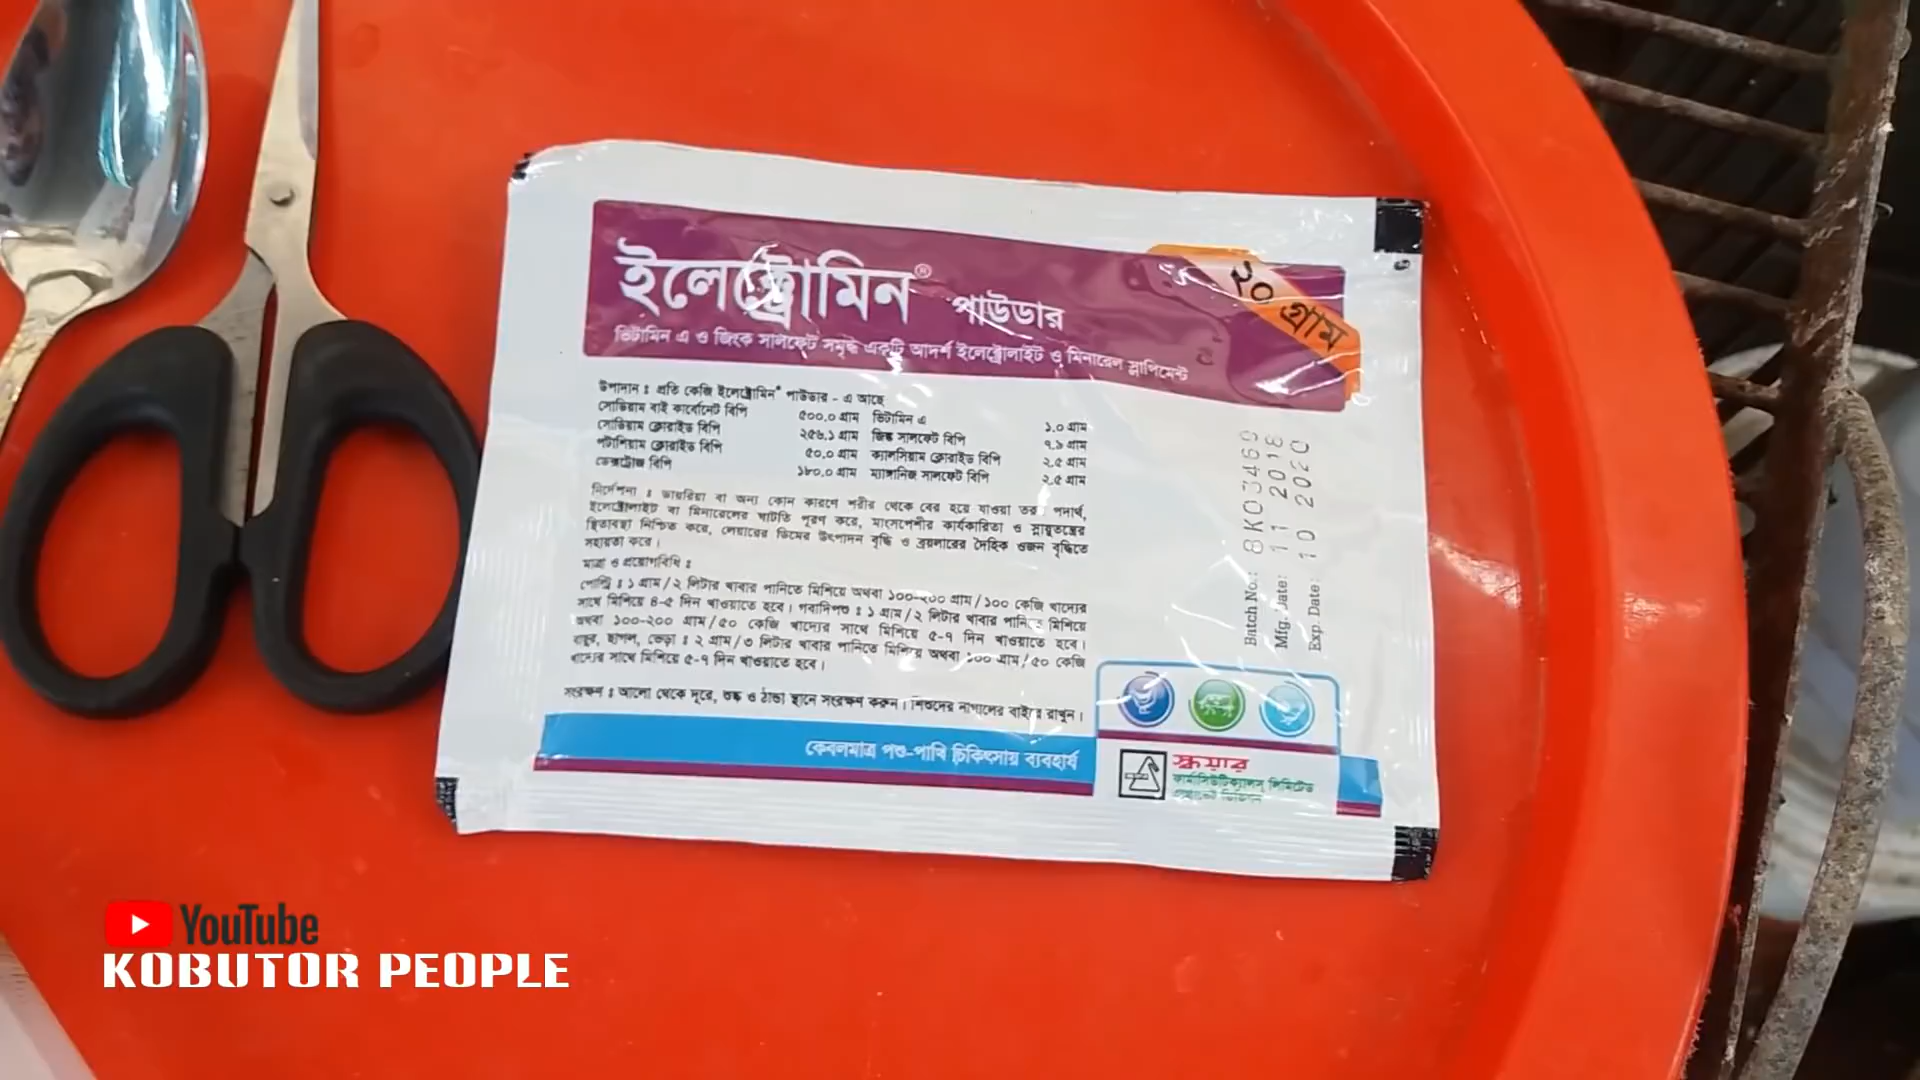 ইলেক্ট্রোমিন® পাউডার
২০ গ্রাম
ভিটামিন এ ও জিংক সালফেট সমৃদ্ধ একটি আদর্শ ইলেক্ট্রোলাইট ও মিনারেল সাপ্লিমেন্ট
উপাদান ঃ প্রতি কেজি ইলেক্ট্রোমিন® পাউডার - এ আছে
সোডিয়াম বাই কার্বোনেট বিপি ৫০০.০ গ্রাম ভিটামিন এ ১.০ গ্রাম
সোডিয়াম ক্লোরাইড বিপি ২৫৬.১ গ্রাম জিঙ্ক সালফেট বিপি ৭.৯ গ্রাম
পটাশিয়াম ক্লোরাইড বিপি ৫০.০ গ্রাম ক্যালসিয়াম ক্লোরাইড বিপি ২.৫ গ্রাম
ডেক্সট্রোজ বিপি ১৮০.০ গ্রাম ম্যাঙ্গানিজ সালফেট বিপি ২.৫ গ্রাম
নির্দেশনা ঃ ডায়রিয়া বা অন্য কোন কারণে শরীর থেকে বের হয়ে যাওয়া তরল পদার্থ,
ইলেক্ট্রোলাইট বা মিনারেলের ঘাটতি পূরণ করে, মাংসপেশীর কার্যকারিতা ও স্নায়ুতন্ত্রের
স্থিতাবস্থা নিশ্চিত করে, লেয়ারের ডিমের উৎপাদন বৃদ্ধি ও ব্রয়লারের দৈহিক ওজন বৃদ্ধিতে
সহায়তা করে।
মাত্রা ও প্রয়োগবিধি ঃ
পোল্ট্রি ঃ ১ গ্রাম/২ লিটার খাবার পানিতে মিশিয়ে অথবা ১০০-২০০ গ্রাম/১০০ কেজি খাদ্যের
সাথে মিশিয়ে ৪-৫ দিন খাওয়াতে হবে। গবাদিপশু ঃ ১ গ্রাম/২ লিটার খাবার পানিতে মিশিয়ে
অথবা ১০০-২০০ গ্রাম/৫০ কেজি খাদ্যের সাথে মিশিয়ে ৫-৭ দিন খাওয়াতে হবে।
বাছুর, ছাগল, ভেড়া ঃ ২ গ্রাম/৩ লিটার খাবার পানিতে মিশিয়ে অথবা ১০০ গ্রাম/৫০ কেজি
খাদ্যের সাথে মিশিয়ে ৫-৭ দিন খাওয়াতে হবে।
সংরক্ষণ ঃ আলো থেকে দূরে, শুষ্ক ও ঠান্ডা স্থানে সংরক্ষণ করুন। শিশুদের নাগালের বাইরে রাখুন।
কেবলমাত্র পশু-পাখি চিকিৎসায় ব্যবহার্য
স্কয়ার
ফার্মাসিউটিক্যালস্ লিমিটেড
Batch No.: 8K03469
Mfg. Date: 11 2018
Exp. Date: 10 2020
YouTube
KOBUTOR PEOPLE